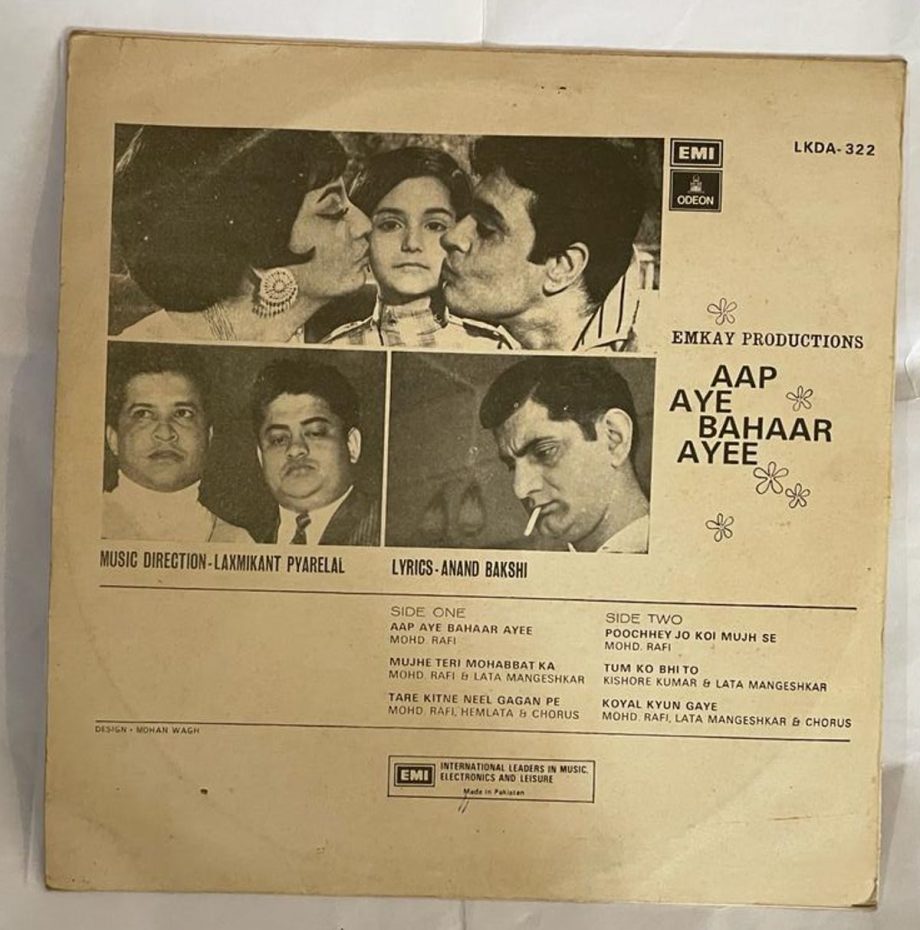 EMI
LKDA-322
ODEON
EMKAY PRODUCTIONS
AAP
AYE
BAHAAR
AYEE
MUSIC DIRECTION-LAXMIKANT PYARELAL
LYRICS-ANAND BAKSHI
SIDE ONE
AAP AYE BAHAAR AYEE
MOHD. RAFI
MUJHE TERI MOHABBAT KA
MOHD. RAFI & LATA MANGESHKAR
TARE KITNE NEEL GAGAN PE
MOHD. RAFI, HEMLATA & CHORUS
SIDE TWO
POOCHHEY JO KOI MUJH SE
MOHD. RAFI
TUM KO BHI TO
KISHORE KUMAR & LATA MANGESHKAR
KOYAL KYUN GAYE
MOHD. RAFI, LATA MANGESHKAR & CHORUS
DESIGN - MOHAN WAGH
EMI
INTERNATIONAL LEADERS IN MUSIC,
ELECTRONICS AND LEISURE
Made in Pakistan